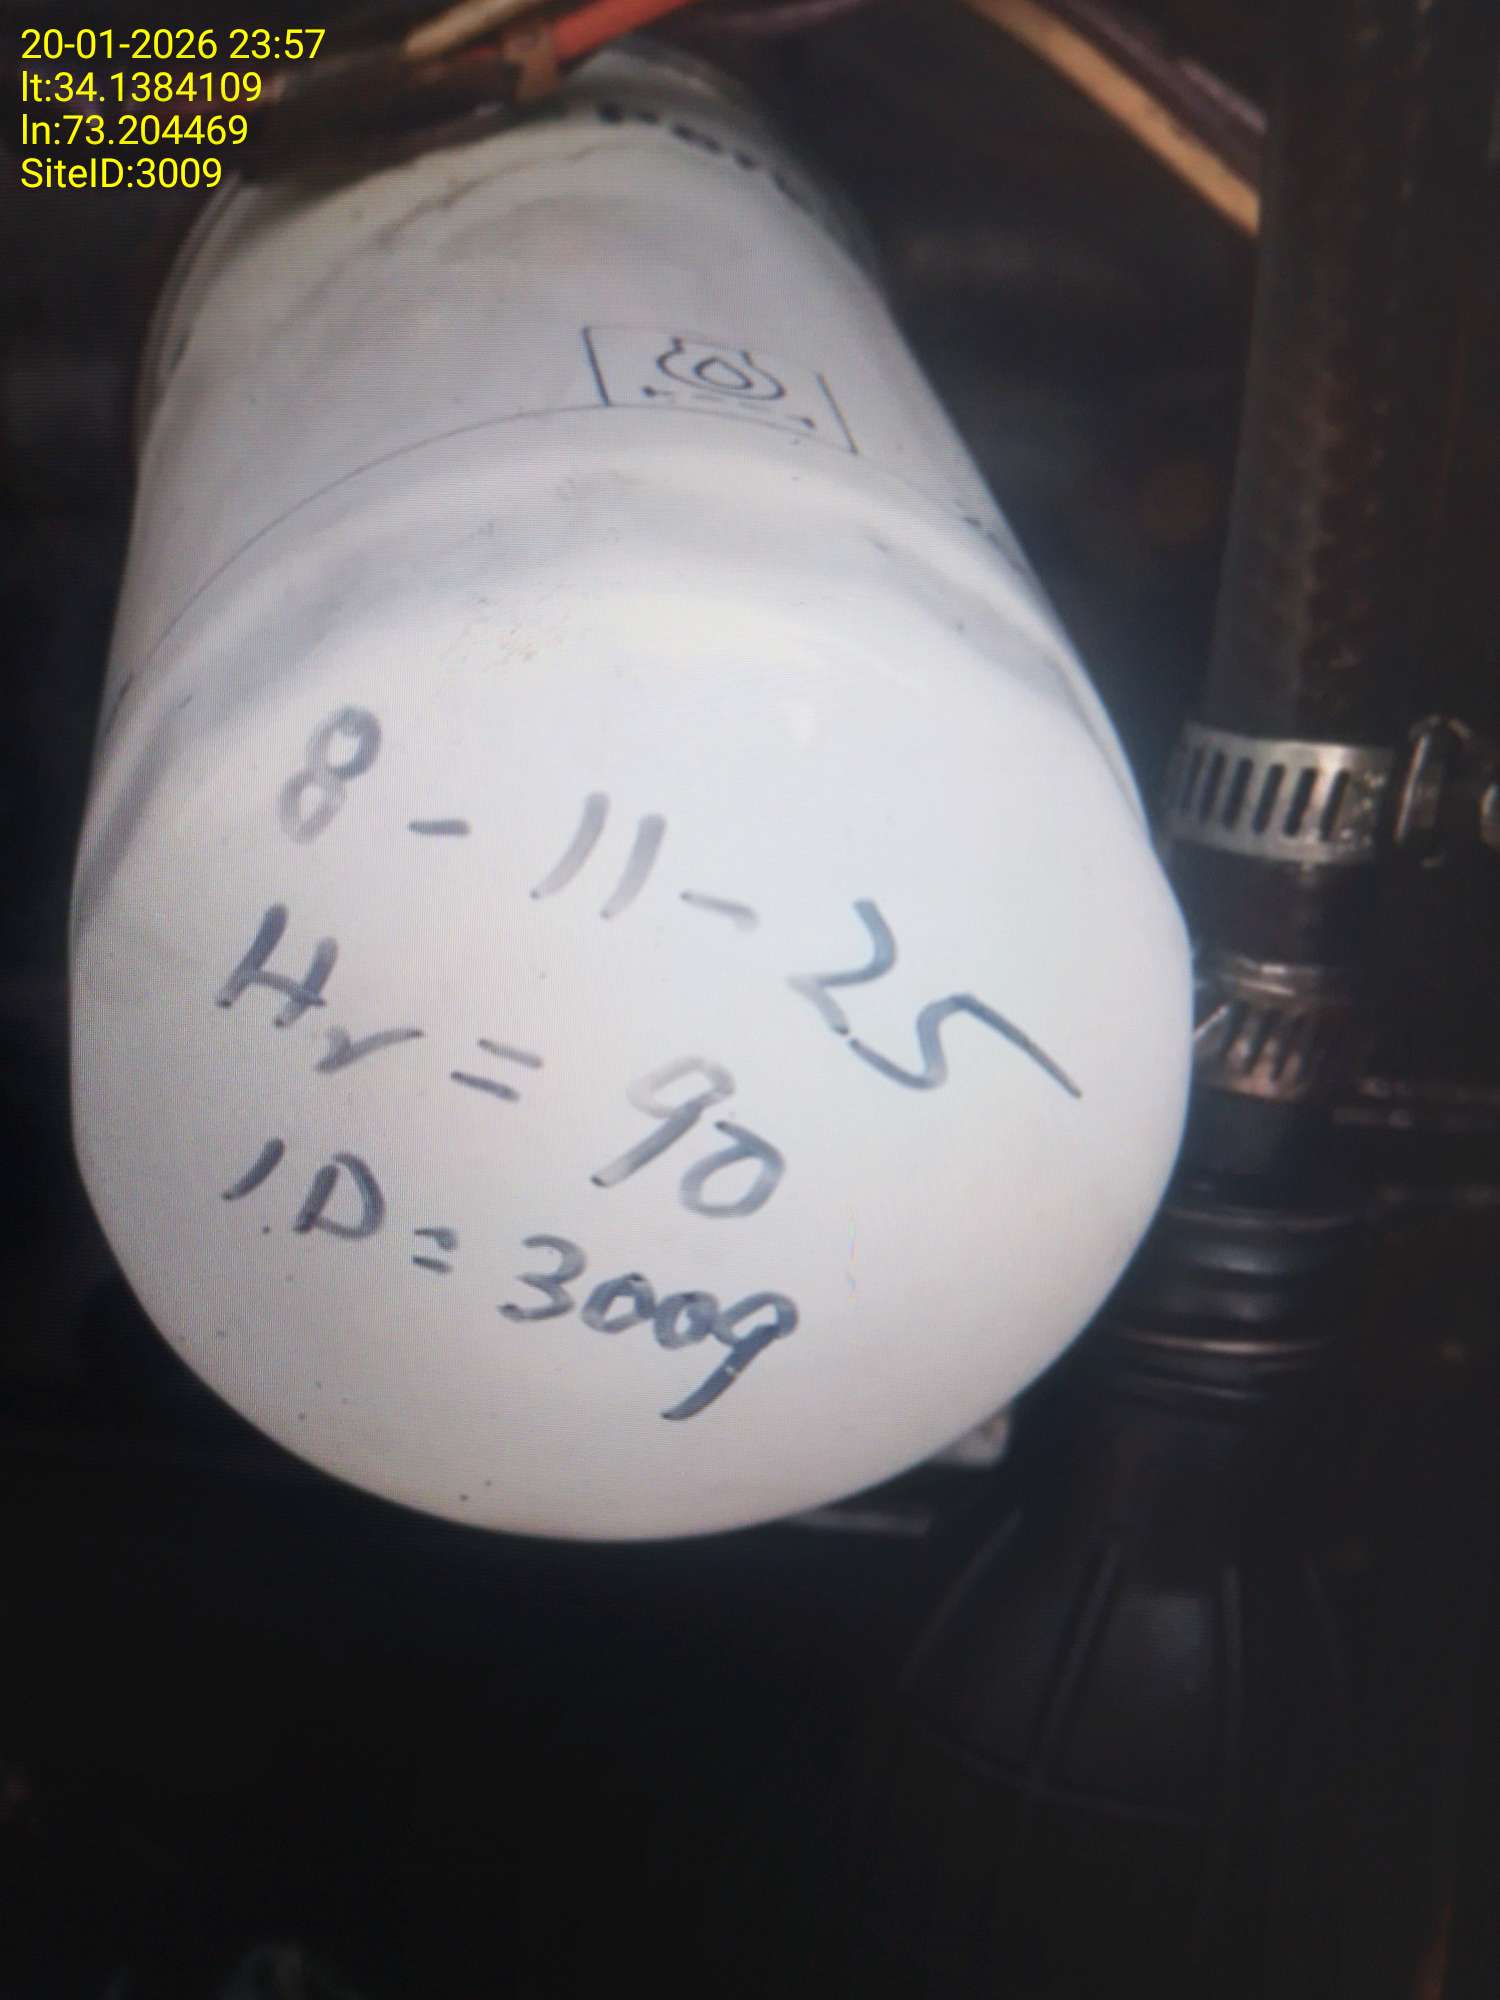 20-01-2026 23:57
lt:34.1384109
ln:73.204469
SiteID:3009
8-11-25
Hr=90
I.D=3009